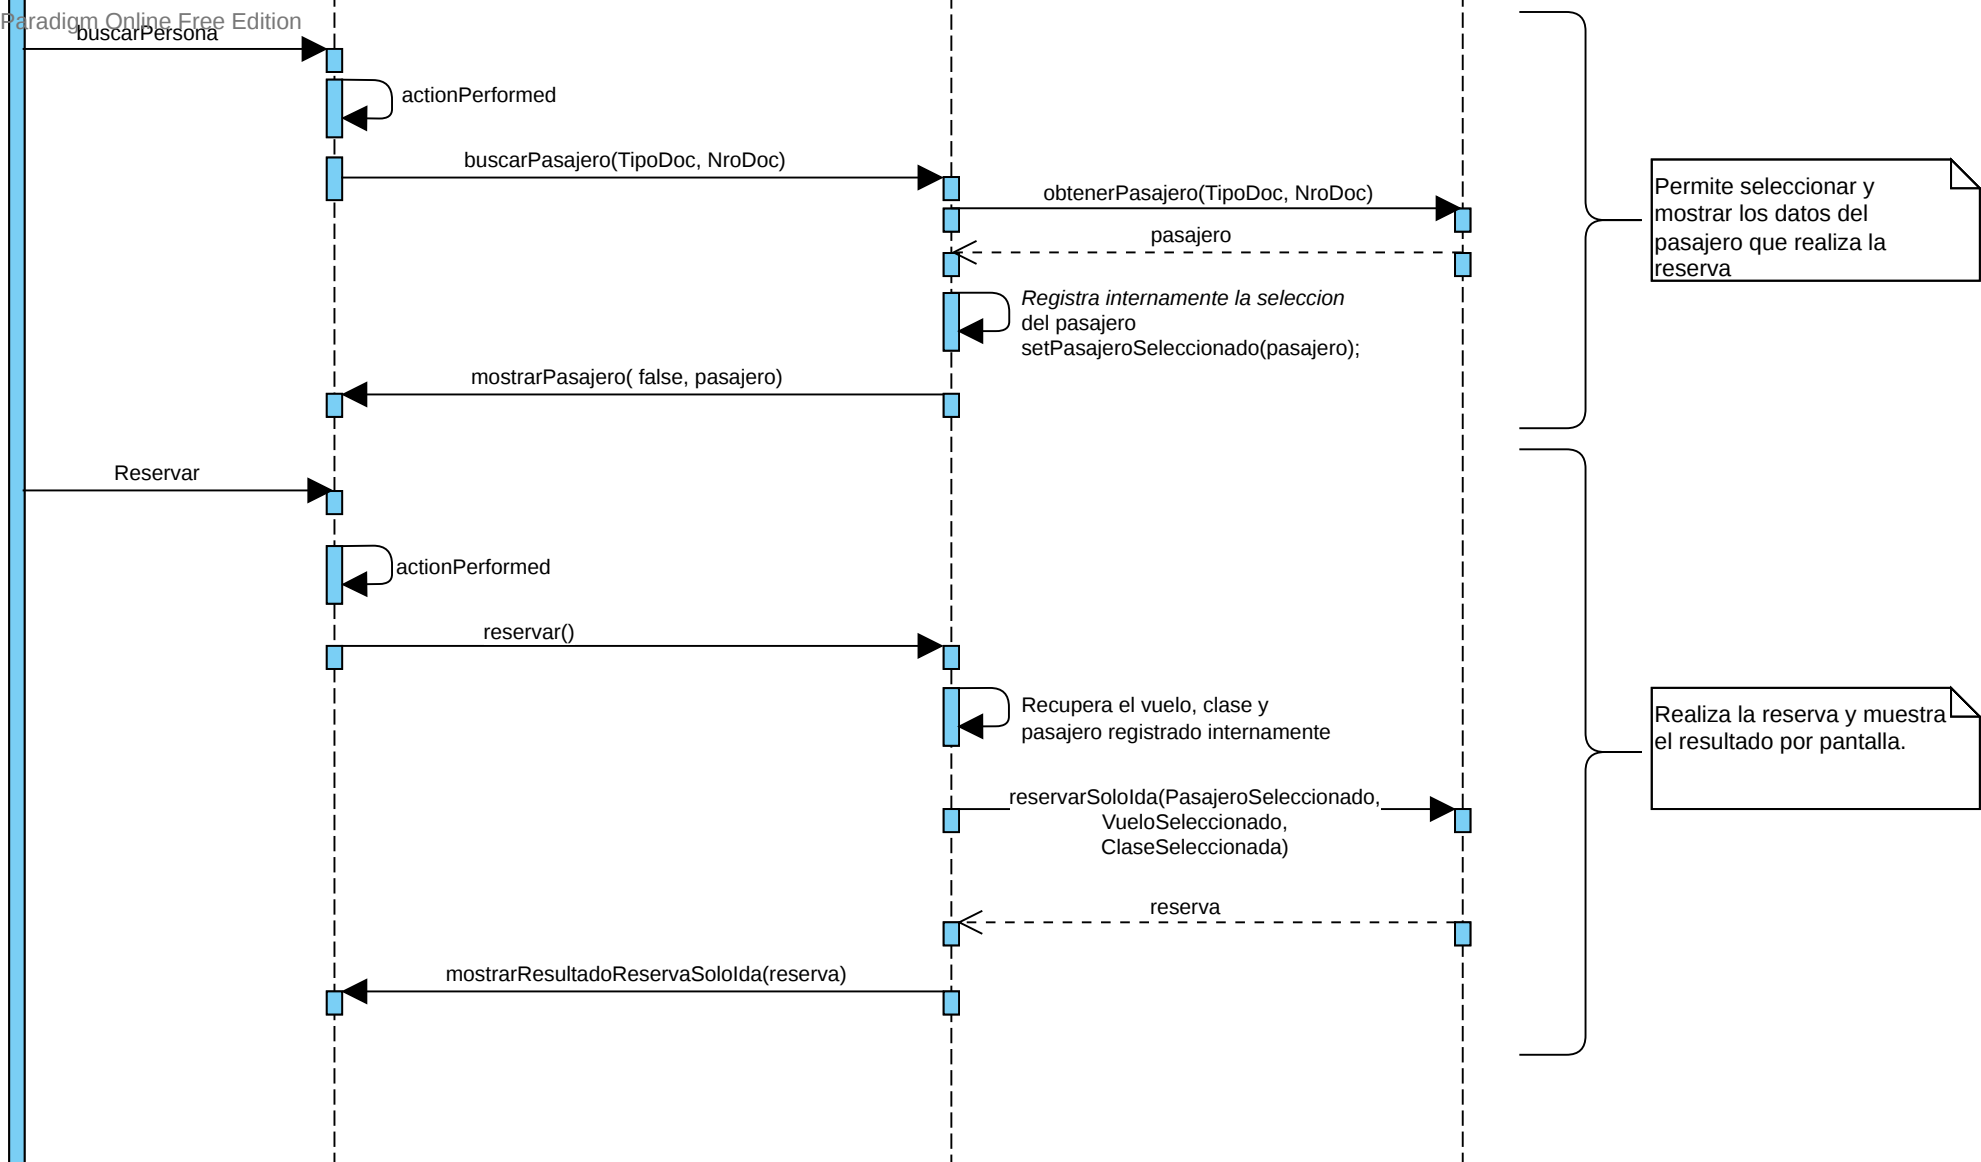 Paradigm Online Free Edition
buscarPersona
actionPerformed
buscarPasajero(TipoDoc, NroDoc)
obtenerPasajero(TipoDoc, NroDoc)
pasajero
Permite seleccionar y
mostrar los datos del
pasajero que realiza la
reserva
Registra internamente la seleccion
del pasajero
setPasajeroSeleccionado(pasajero);
mostrarPasajero( false, pasajero)
Reservar
actionPerformed
reservar()
Recupera el vuelo, clase y
pasajero registrado internamente
Realiza la reserva y muestra
el resultado por pantalla.
reservarSoloIda(PasajeroSeleccionado,
VueloSeleccionado,
ClaseSeleccionada)
reserva
mostrarResultadoReservaSoloIda(reserva)